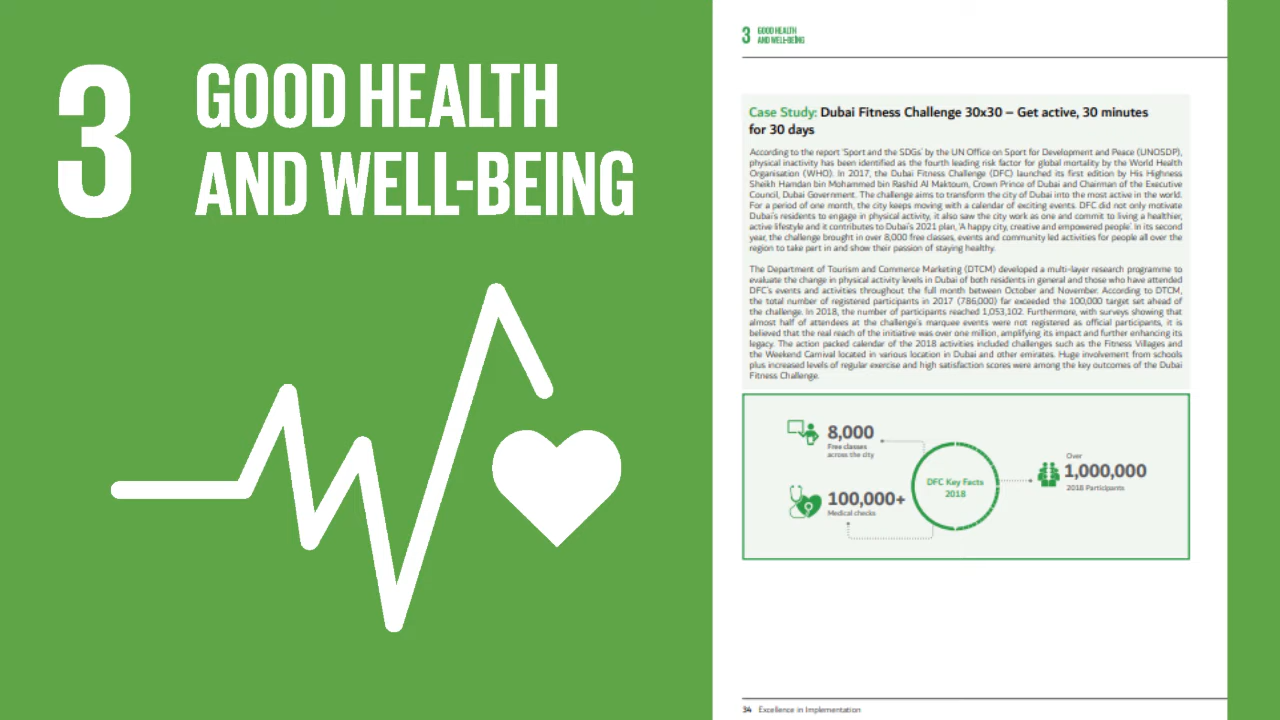 3
GOOD HEALTH
AND WELL-BEING
3
GOOD HEALTH
AND WELL-BEING
Case Study: Dubai Fitness Challenge 30x30 – Get active, 30 minutes
for 30 days
According to the report 'Sport and the SDGs' by the UN Office on Sport for Development and Peace (UNOSDP),
physical inactivity has been identified as the fourth leading risk factor for global mortality by the World Health
Organisation (WHO). In 2017, the Dubai Fitness Challenge (DFC) launched its first edition by His Highness
Sheikh Hamdan bin Mohammed bin Rashid Al Maktoum, Crown Prince of Dubai and Chairman of the Executive
Council, Dubai Government. The challenge aims to transform the city of Dubai into the most active in the world.
For a period of one month, the city keeps moving with a calendar of exciting events. DFC did not only motivate
Dubai's residents to engage in physical activity, it also saw the city work as one and commit to living a healthier,
active lifestyle and it contributes to Dubai's 2021 plan, 'A happy city, creative and empowered people'. In its second
year, the challenge brought in over 8,000 free classes, events and community led activities for people all over the
region to take part in and show their passion of staying healthy.
The Department of Tourism and Commerce Marketing (DTCM) developed a multi-layer research programme to
evaluate the change in physical activity levels in Dubai of both residents in general and those who have attended
DFC's events and activities throughout the full month between October and November. According to DTCM,
the total number of registered participants in 2017 (786,000) far exceeded the 100,000 target set ahead of
the challenge. In 2018, the number of participants reached 1,053,102. Furthermore, with surveys showing that
almost half of attendees at the challenge's marquee events were not registered as official participants, it is
believed that the real reach of the initiative was over one million, amplifying its impact and further enhancing its
legacy. The action packed calendar of the 2018 activities included challenges such as the Fitness Villages and
the Weekend Carnival located in various location in Dubai and other emirates. Huge involvement from schools
plus increased levels of regular exercise and high satisfaction scores were among the key outcomes of the Dubai
Fitness Challenge.
8,000
Free classes
across the city
100,000+
Medical checks
DFC Key Facts
2018
Over
1,000,000
2018 Participants
34 Excellence in Implementation